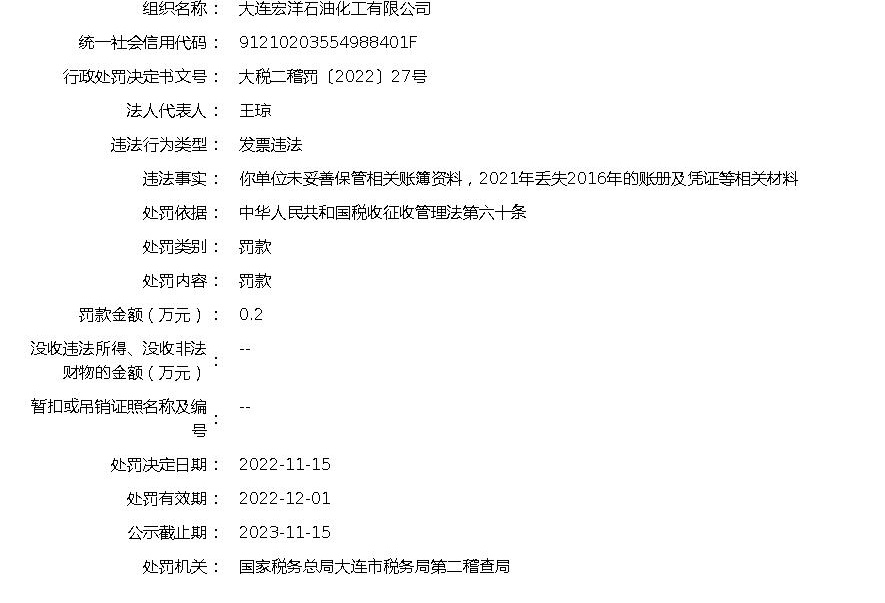 组织名称： 大连宏洋石油化工有限公司
统一社会信用代码： 91210203554988401F
行政处罚决定书文号： 大税二稽罚〔2022〕27号
法人代表人： 王琼
违法行为类型： 发票违法
违法事实： 你单位未妥善保管相关账簿资料，2021年丢失2016年的账册及凭证等相关材料
处罚依据： 中华人民共和国税收征收管理法第六十条
处罚类别： 罚款
处罚内容： 罚款
罚款金额（万元）： 0.2
没收违法所得、没收非法
财物的金额（万元）： --
暂扣或吊销证照名称及编
号： --
处罚决定日期： 2022-11-15
处罚有效期： 2022-12-01
公示截止期： 2023-11-15
处罚机关： 国家税务总局大连市税务局第二稽查局